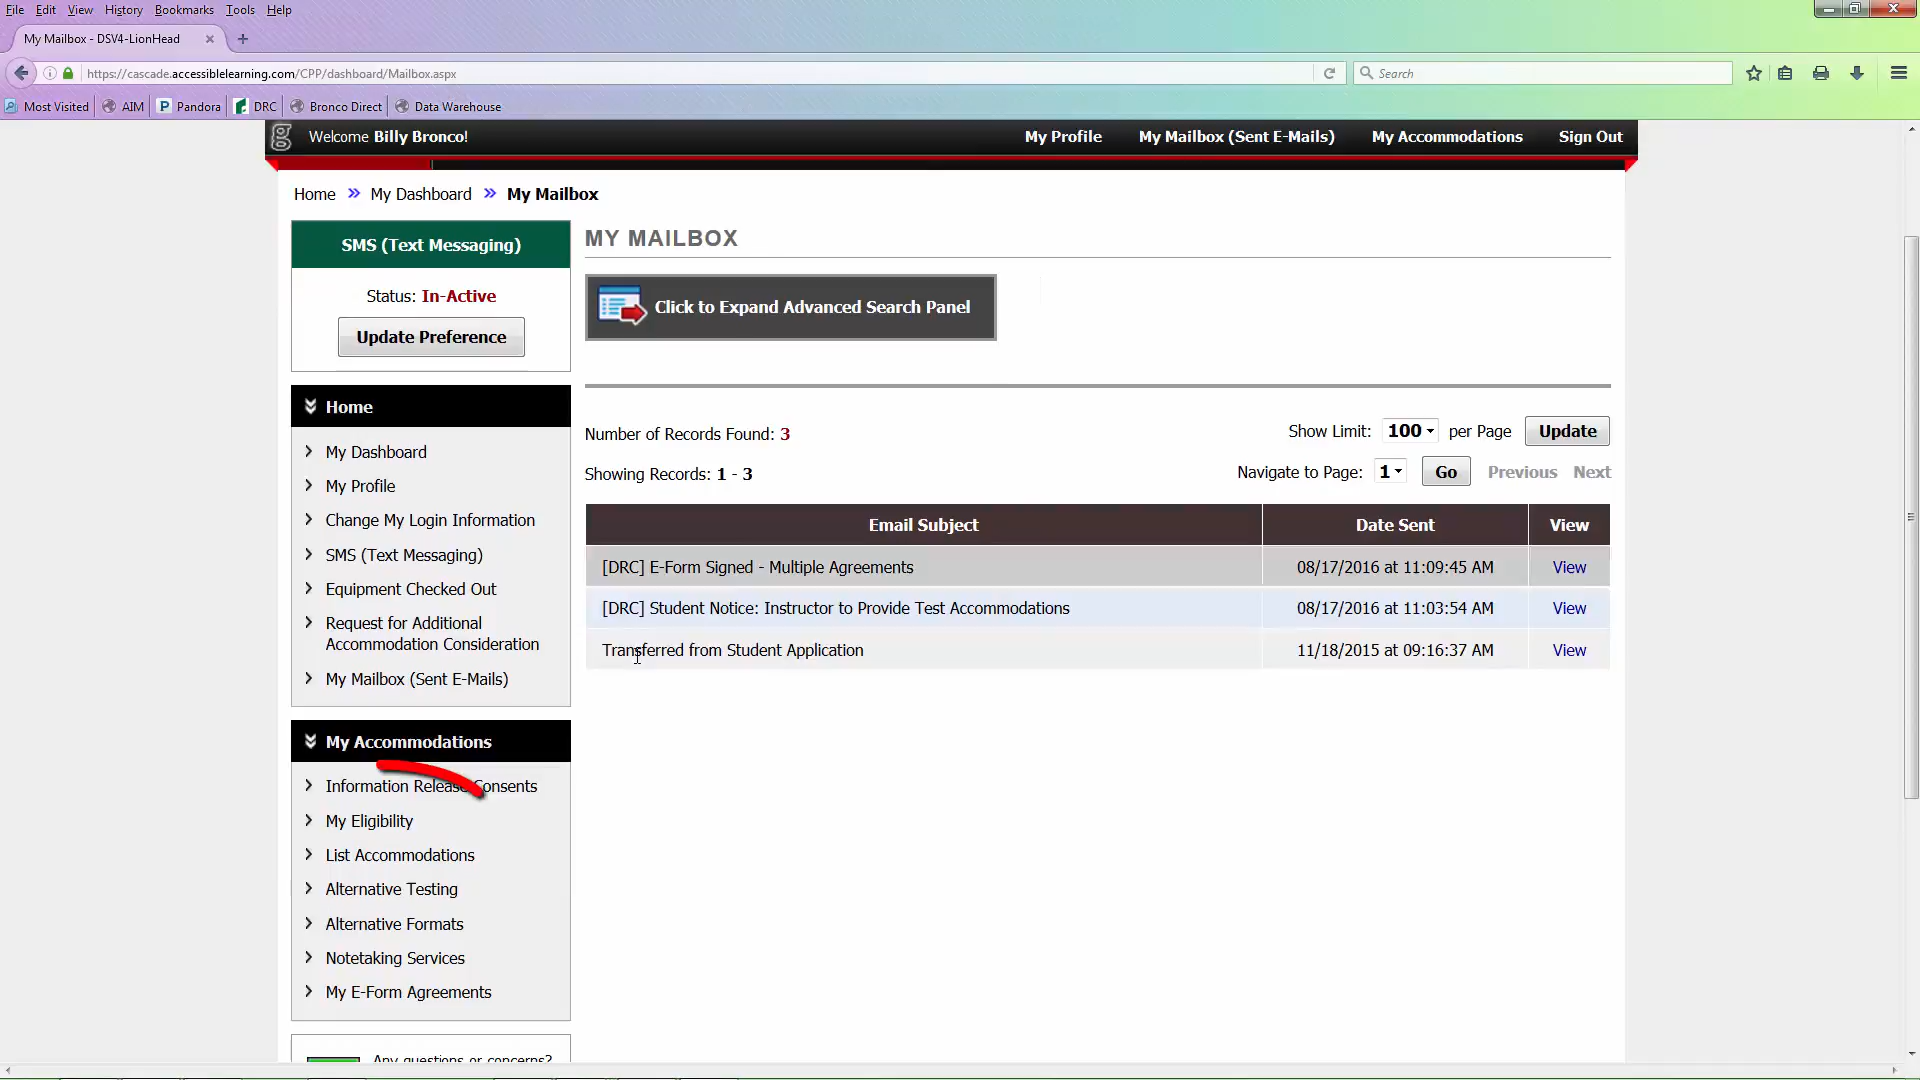 File Edit View History Bookmarks Tools Help
My Mailbox - DSV4-LionHead
https://cascade.accessiblelearning.com/CPP/dashboard/Mailbox.aspx
Search
Most Visited AIM Pandora DRC Bronco Direct Data Warehouse
Welcome Billy Bronco!
My Profile My Mailbox (Sent E-Mails) My Accommodations Sign Out
Home » My Dashboard » My Mailbox
SMS (Text Messaging)
Status: In-Active
Update Preference
Home
My Dashboard
My Profile
Change My Login Information
SMS (Text Messaging)
Equipment Checked Out
Request for Additional
Accommodation Consideration
My Mailbox (Sent E-Mails)
My Accommodations
Information Release Consents
My Eligibility
List Accommodations
Alternative Testing
Alternative Formats
Notetaking Services
My E-Form Agreements
Any questions or concerns?
MY MAILBOX
Click to Expand Advanced Search Panel
Number of Records Found: 3
Show Limit: 100 per Page Update
Showing Records: 1 - 3
Navigate to Page: 1 Go Previous Next
Email Subject Date Sent View
[DRC] E-Form Signed - Multiple Agreements 08/17/2016 at 11:09:45 AM View
[DRC] Student Notice: Instructor to Provide Test Accommodations 08/17/2016 at 11:03:54 AM View
Transferred from Student Application 11/18/2015 at 09:16:37 AM View